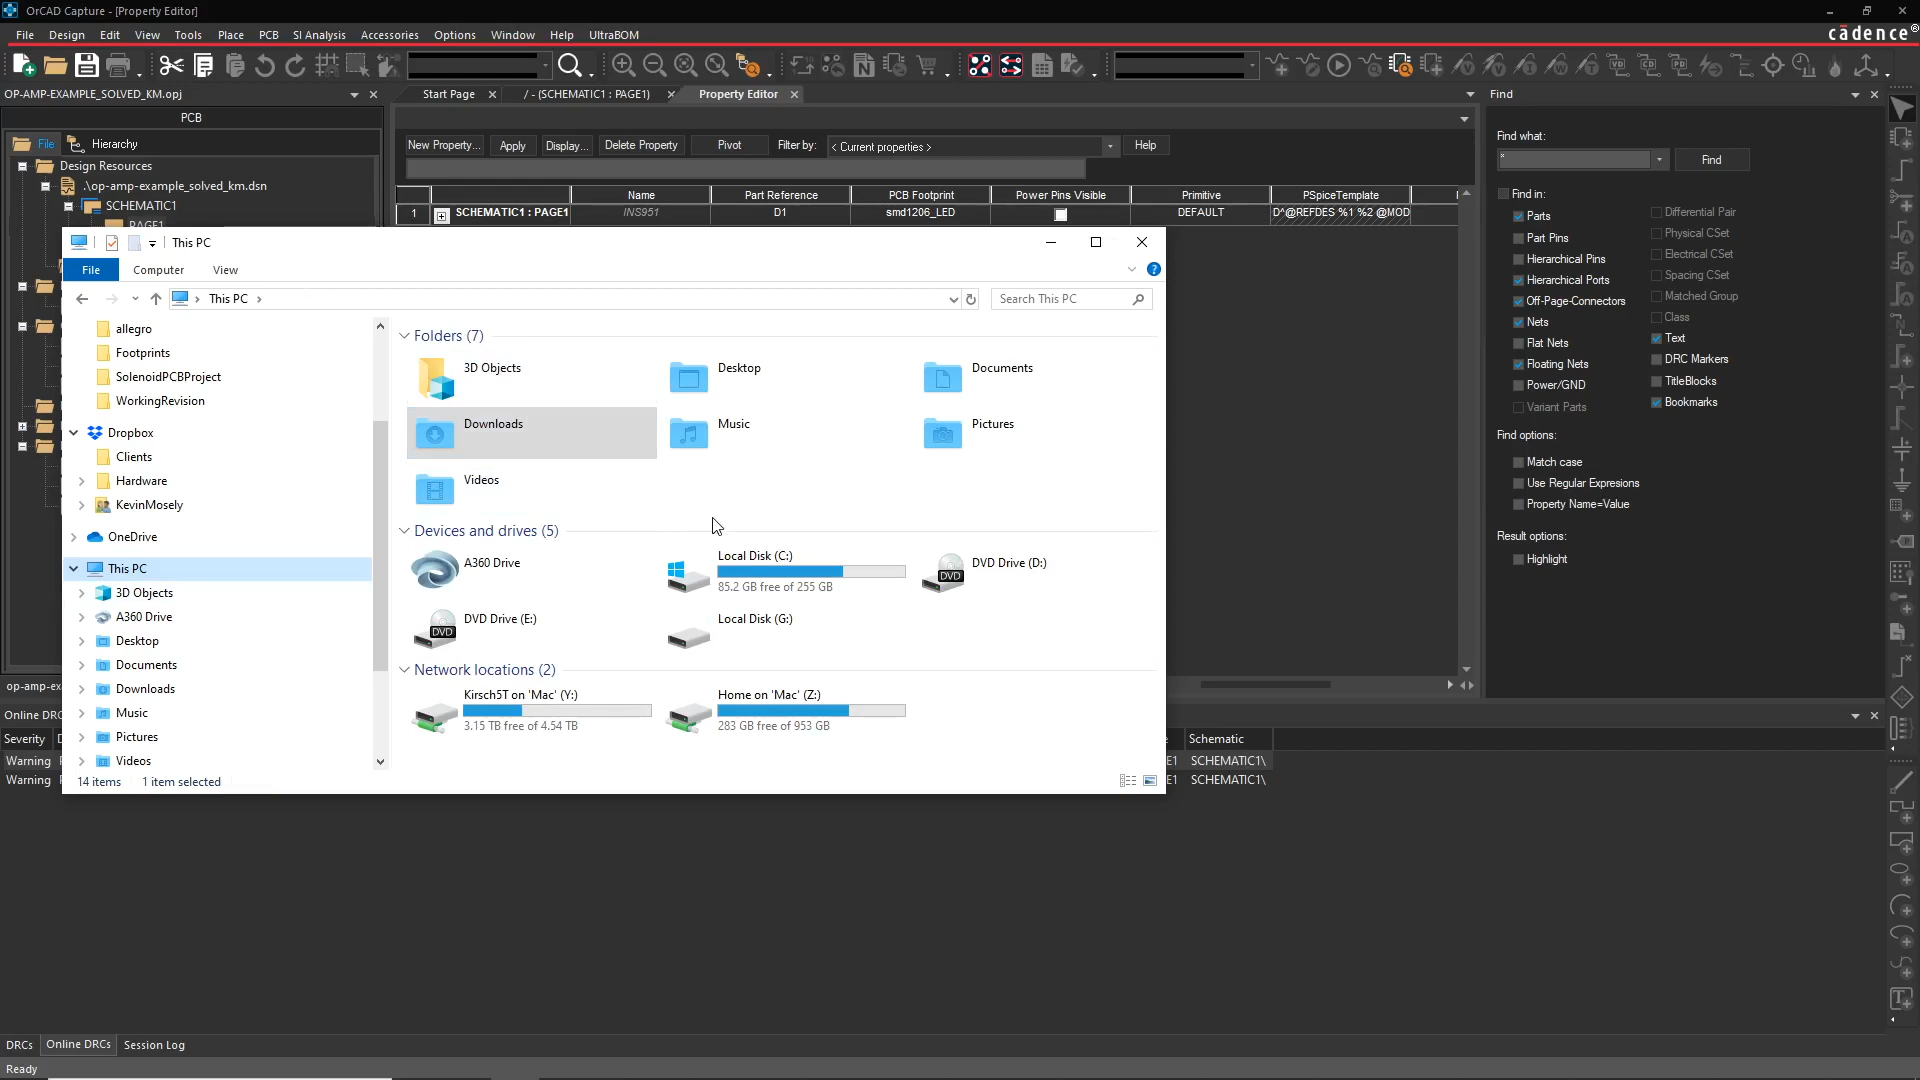 OrCAD Capture - [Property Editor]
File Design Edit View Tools Place PCB SI Analysis Accessories Options Window Help UltraBOM
cādence®
OP-AMP-EXAMPLE_SOLVED_KM.opj
Start Page
/ - (SCHEMATIC1 : PAGE1)
Property Editor
Find
PCB
File
Hierarchy
Design Resources
.\op-amp-example_solved_km.dsn
SCHEMATIC1
PAGE1
New Property...
Apply
Display...
Delete Property
Pivot
Filter by:
< Current properties >
Help
Name
Part Reference
PCB Footprint
Power Pins Visible
Primitive
PSpiceTemplate
1
SCHEMATIC1 : PAGE1
INS951
D1
smd1206_LED
DEFAULT
D^@REFDES %1 %2 @MOD
This PC
File
Computer
View
This PC
Search This PC
allegro
Footprints
SolenoidPCBProject
WorkingRevision
Dropbox
Clients
Hardware
KevinMosely
OneDrive
This PC
3D Objects
A360 Drive
Desktop
Documents
Downloads
Music
Pictures
Videos
Folders (7)
3D Objects
Desktop
Documents
Downloads
Music
Pictures
Videos
Devices and drives (5)
A360 Drive
Local Disk (C:)
85.2 GB free of 255 GB
DVD Drive (D:)
DVD
DVD Drive (E:)
DVD
Local Disk (G:)
Network locations (2)
Kirsch5T on 'Mac' (Y:)
3.15 TB free of 4.54 TB
Home on 'Mac' (Z:)
283 GB free of 953 GB
14 items
1 item selected
Find what:
*
Find
Find in:
Parts
Part Pins
Hierarchical Pins
Hierarchical Ports
Off-Page-Connectors
Nets
Flat Nets
Floating Nets
Power/GND
Variant Parts
Differential Pair
Physical CSet
Electrical CSet
Spacing CSet
Matched Group
Class
Text
DRC Markers
TitleBlocks
Bookmarks
Find options:
Match case
Use Regular Expresions
Property Name=Value
Result options:
Highlight
op-amp-ex
Online DRC
Severity
Schematic
Warning
E1
SCHEMATIC1\
Warning
E1
SCHEMATIC1\
DRCs
Online DRCs
Session Log
Ready